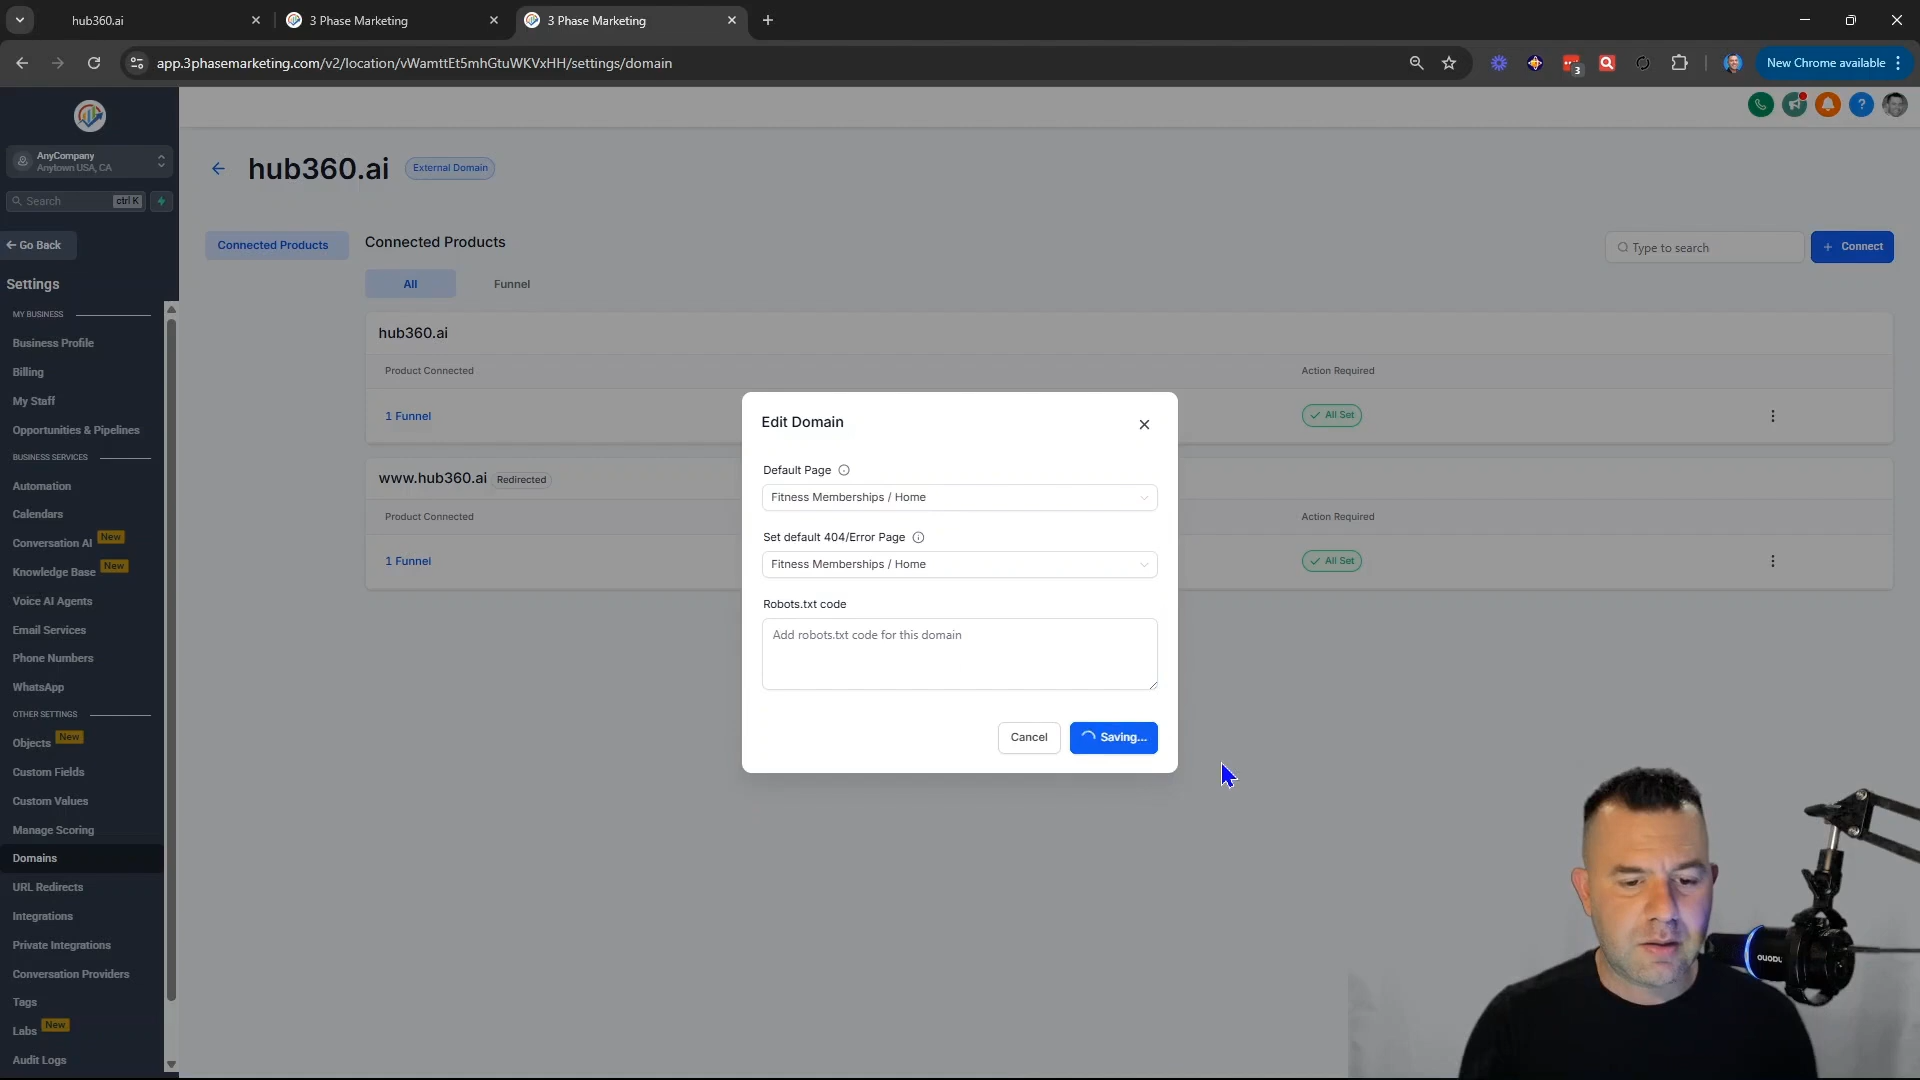 hub360.ai
3 Phase Marketing
3 Phase Marketing
app.3phasemarketing.com/v2/location/vWamttEt5mhGtuWKVxHH/settings/domain
3
New Chrome available
AnyCompany
Anytown USA, CA
Search
ctrl K
Go Back
Settings
MY BUSINESS
Business Profile
Billing
My Staff
Opportunities & Pipelines
BUSINESS SERVICES
Automation
Calendars
Conversation AI New
Knowledge Base New
Voice AI Agents
Email Services
Phone Numbers
WhatsApp
OTHER SETTINGS
Objects New
Custom Fields
Custom Values
Manage Scoring
Domains
URL Redirects
Integrations
Private Integrations
Conversation Providers
Tags
Labs New
Audit Logs
hub360.ai External Domain
Connected Products
Connected Products
Type to search
+ Connect
All
Funnel
hub360.ai
Product Connected
Action Required
1 Funnel
All Set
www.hub360.ai Redirected
Product Connected
Action Required
1 Funnel
All Set
Edit Domain
Default Page
Fitness Memberships / Home
Set default 404/Error Page
Fitness Memberships / Home
Robots.txt code
Add robots.txt code for this domain
Cancel
Saving...